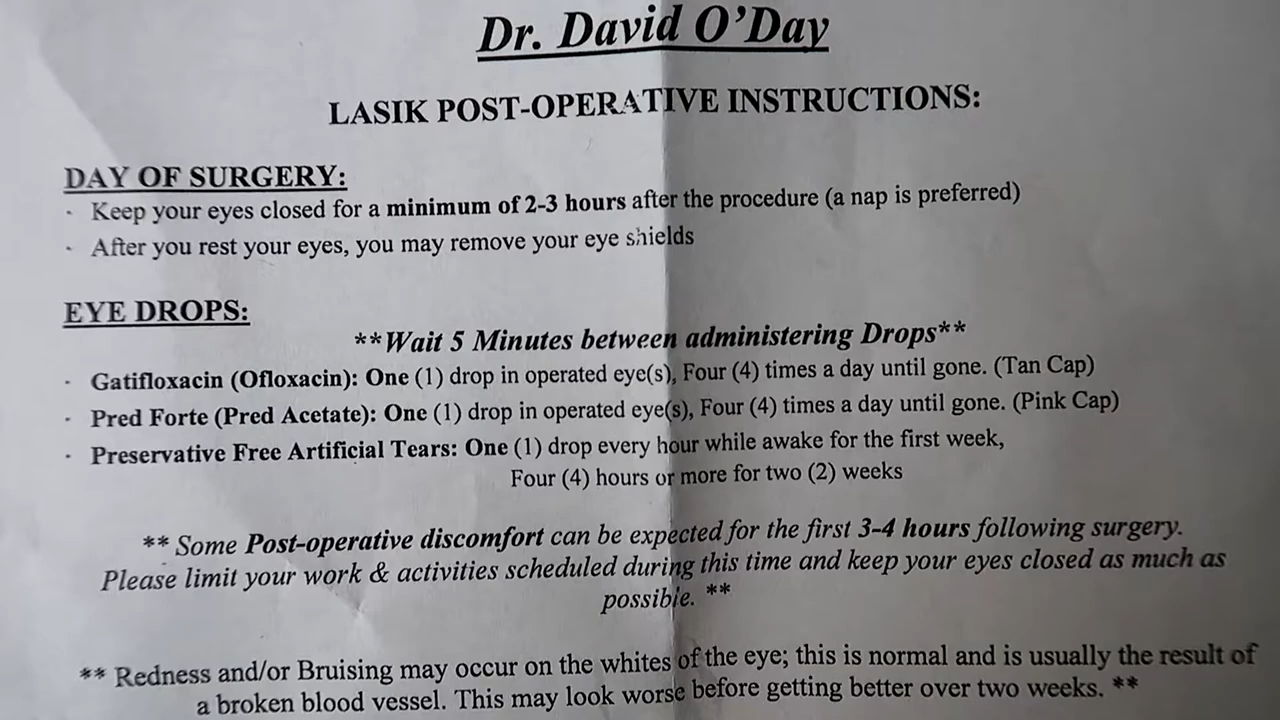 Dr. David O'Day
LASIK POST-OPERATIVE INSTRUCTIONS:
DAY OF SURGERY:
· Keep your eyes closed for a minimum of 2-3 hours after the procedure (a nap is preferred)
· After you rest your eyes, you may remove your eye shields
EYE DROPS:
**Wait 5 Minutes between administering Drops**
· Gatifloxacin (Ofloxacin): One (1) drop in operated eye(s), Four (4) times a day until gone. (Tan Cap)
· Pred Forte (Pred Acetate): One (1) drop in operated eye(s), Four (4) times a day until gone. (Pink Cap)
· Preservative Free Artificial Tears: One (1) drop every hour while awake for the first week,
Four (4) hours or more for two (2) weeks
** Some Post-operative discomfort can be expected for the first 3-4 hours following surgery.
Please limit your work & activities scheduled during this time and keep your eyes closed as much as
possible. **
** Redness and/or Bruising may occur on the whites of the eye; this is normal and is usually the result of
a broken blood vessel. This may look worse before getting better over two weeks. **